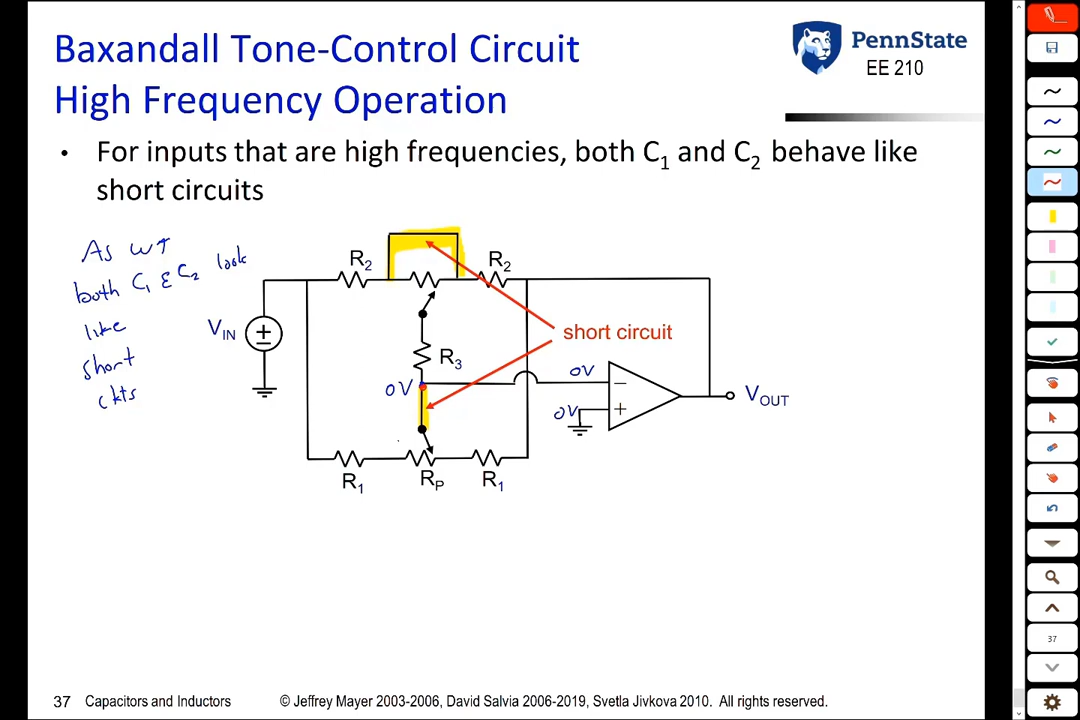 Baxandall Tone-Control Circuit
High Frequency Operation
PennState
EE 210
• For inputs that are high frequencies, both C1 and C2 behave like
short circuits
As ω↑
both C1 & C2 look
like
short
ckts
R2
R2
VIN
short circuit
R3
0V
0V
0V
−
+
VOUT
R1
RP
R1
37
37 Capacitors and Inductors © Jeffrey Mayer 2003-2006, David Salvia 2006-2019, Svetla Jivkova 2010. All rights reserved.